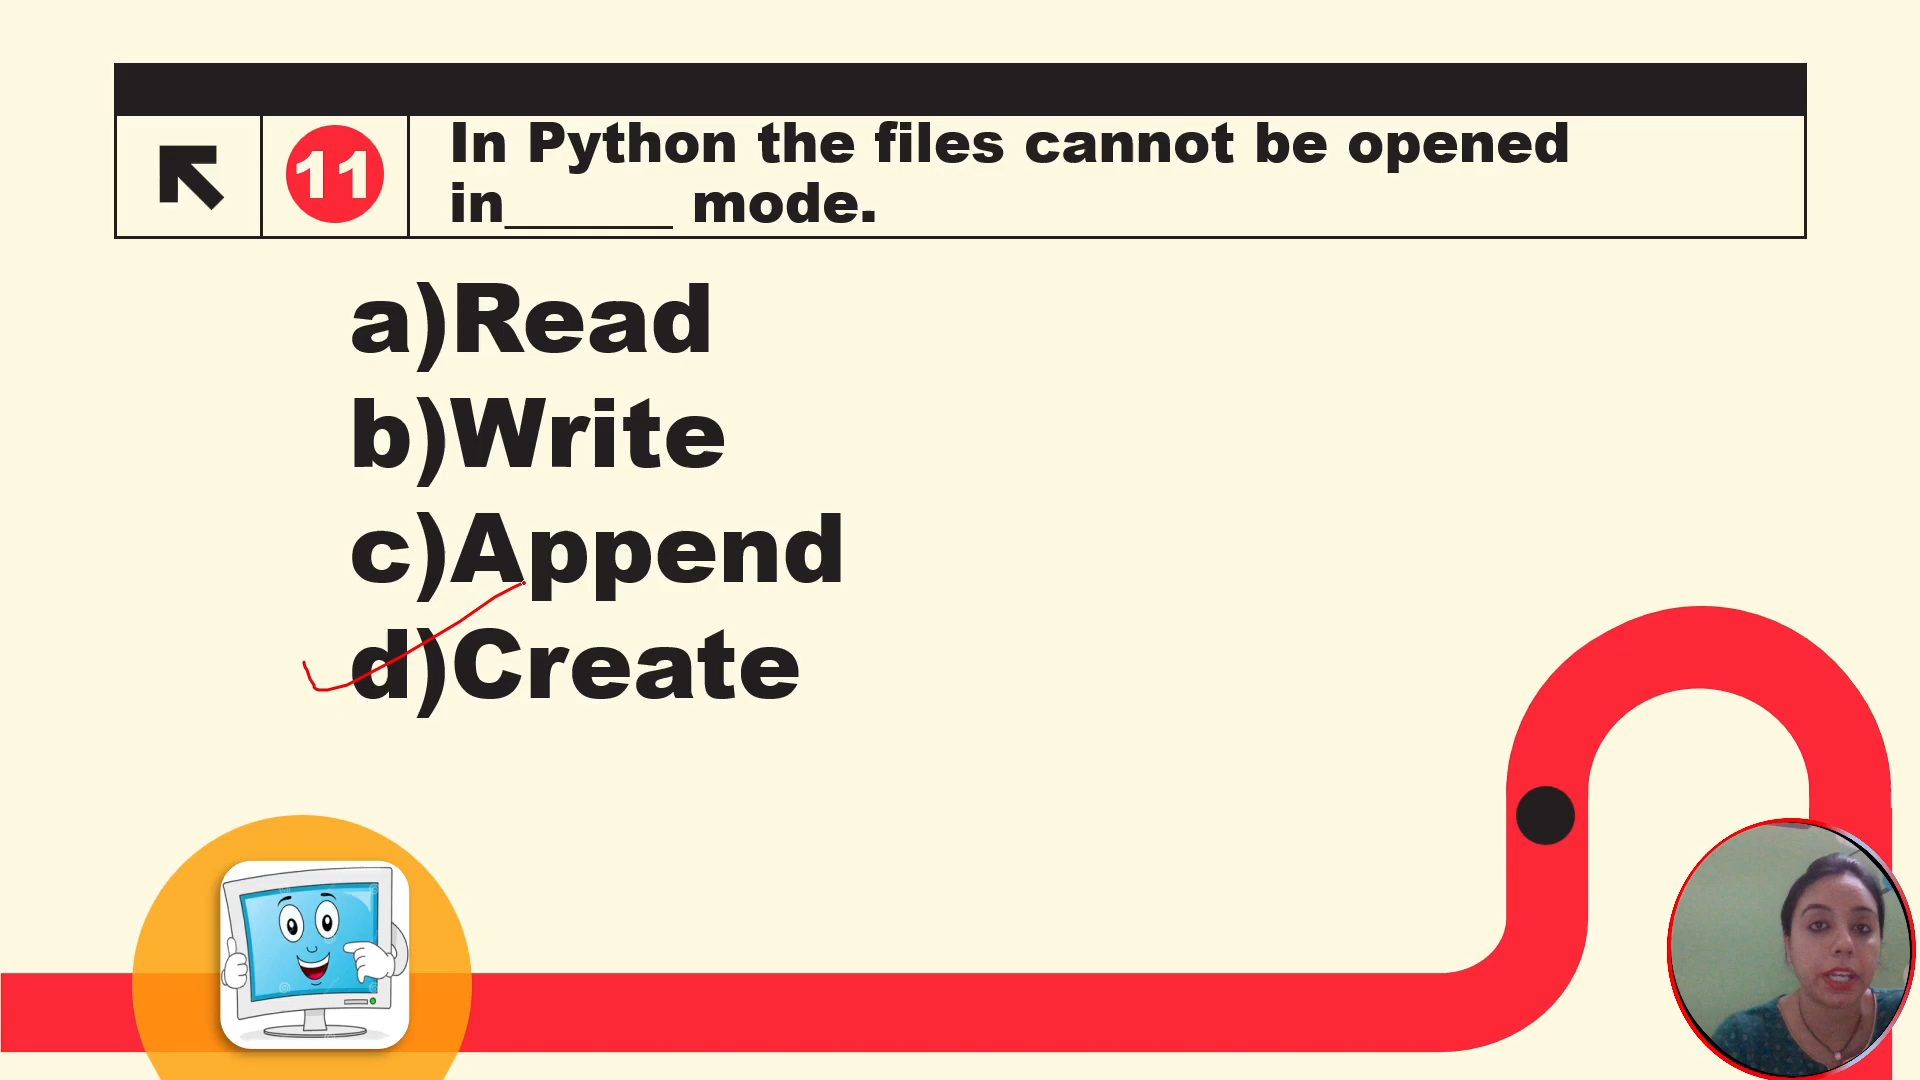 11
In Python the files cannot be opened
in______ mode.
a)Read
b)Write
c)Append
d)Create